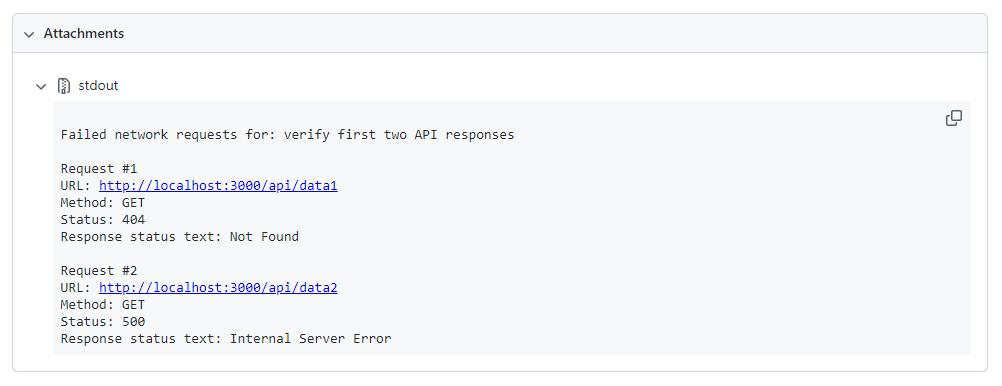 Attachments
stdout
Failed network requests for: verify first two API responses
Request #1
URL: http://localhost:3000/api/data1
Method: GET
Status: 404
Response status text: Not Found
Request #2
URL: http://localhost:3000/api/data2
Method: GET
Status: 500
Response status text: Internal Server Error